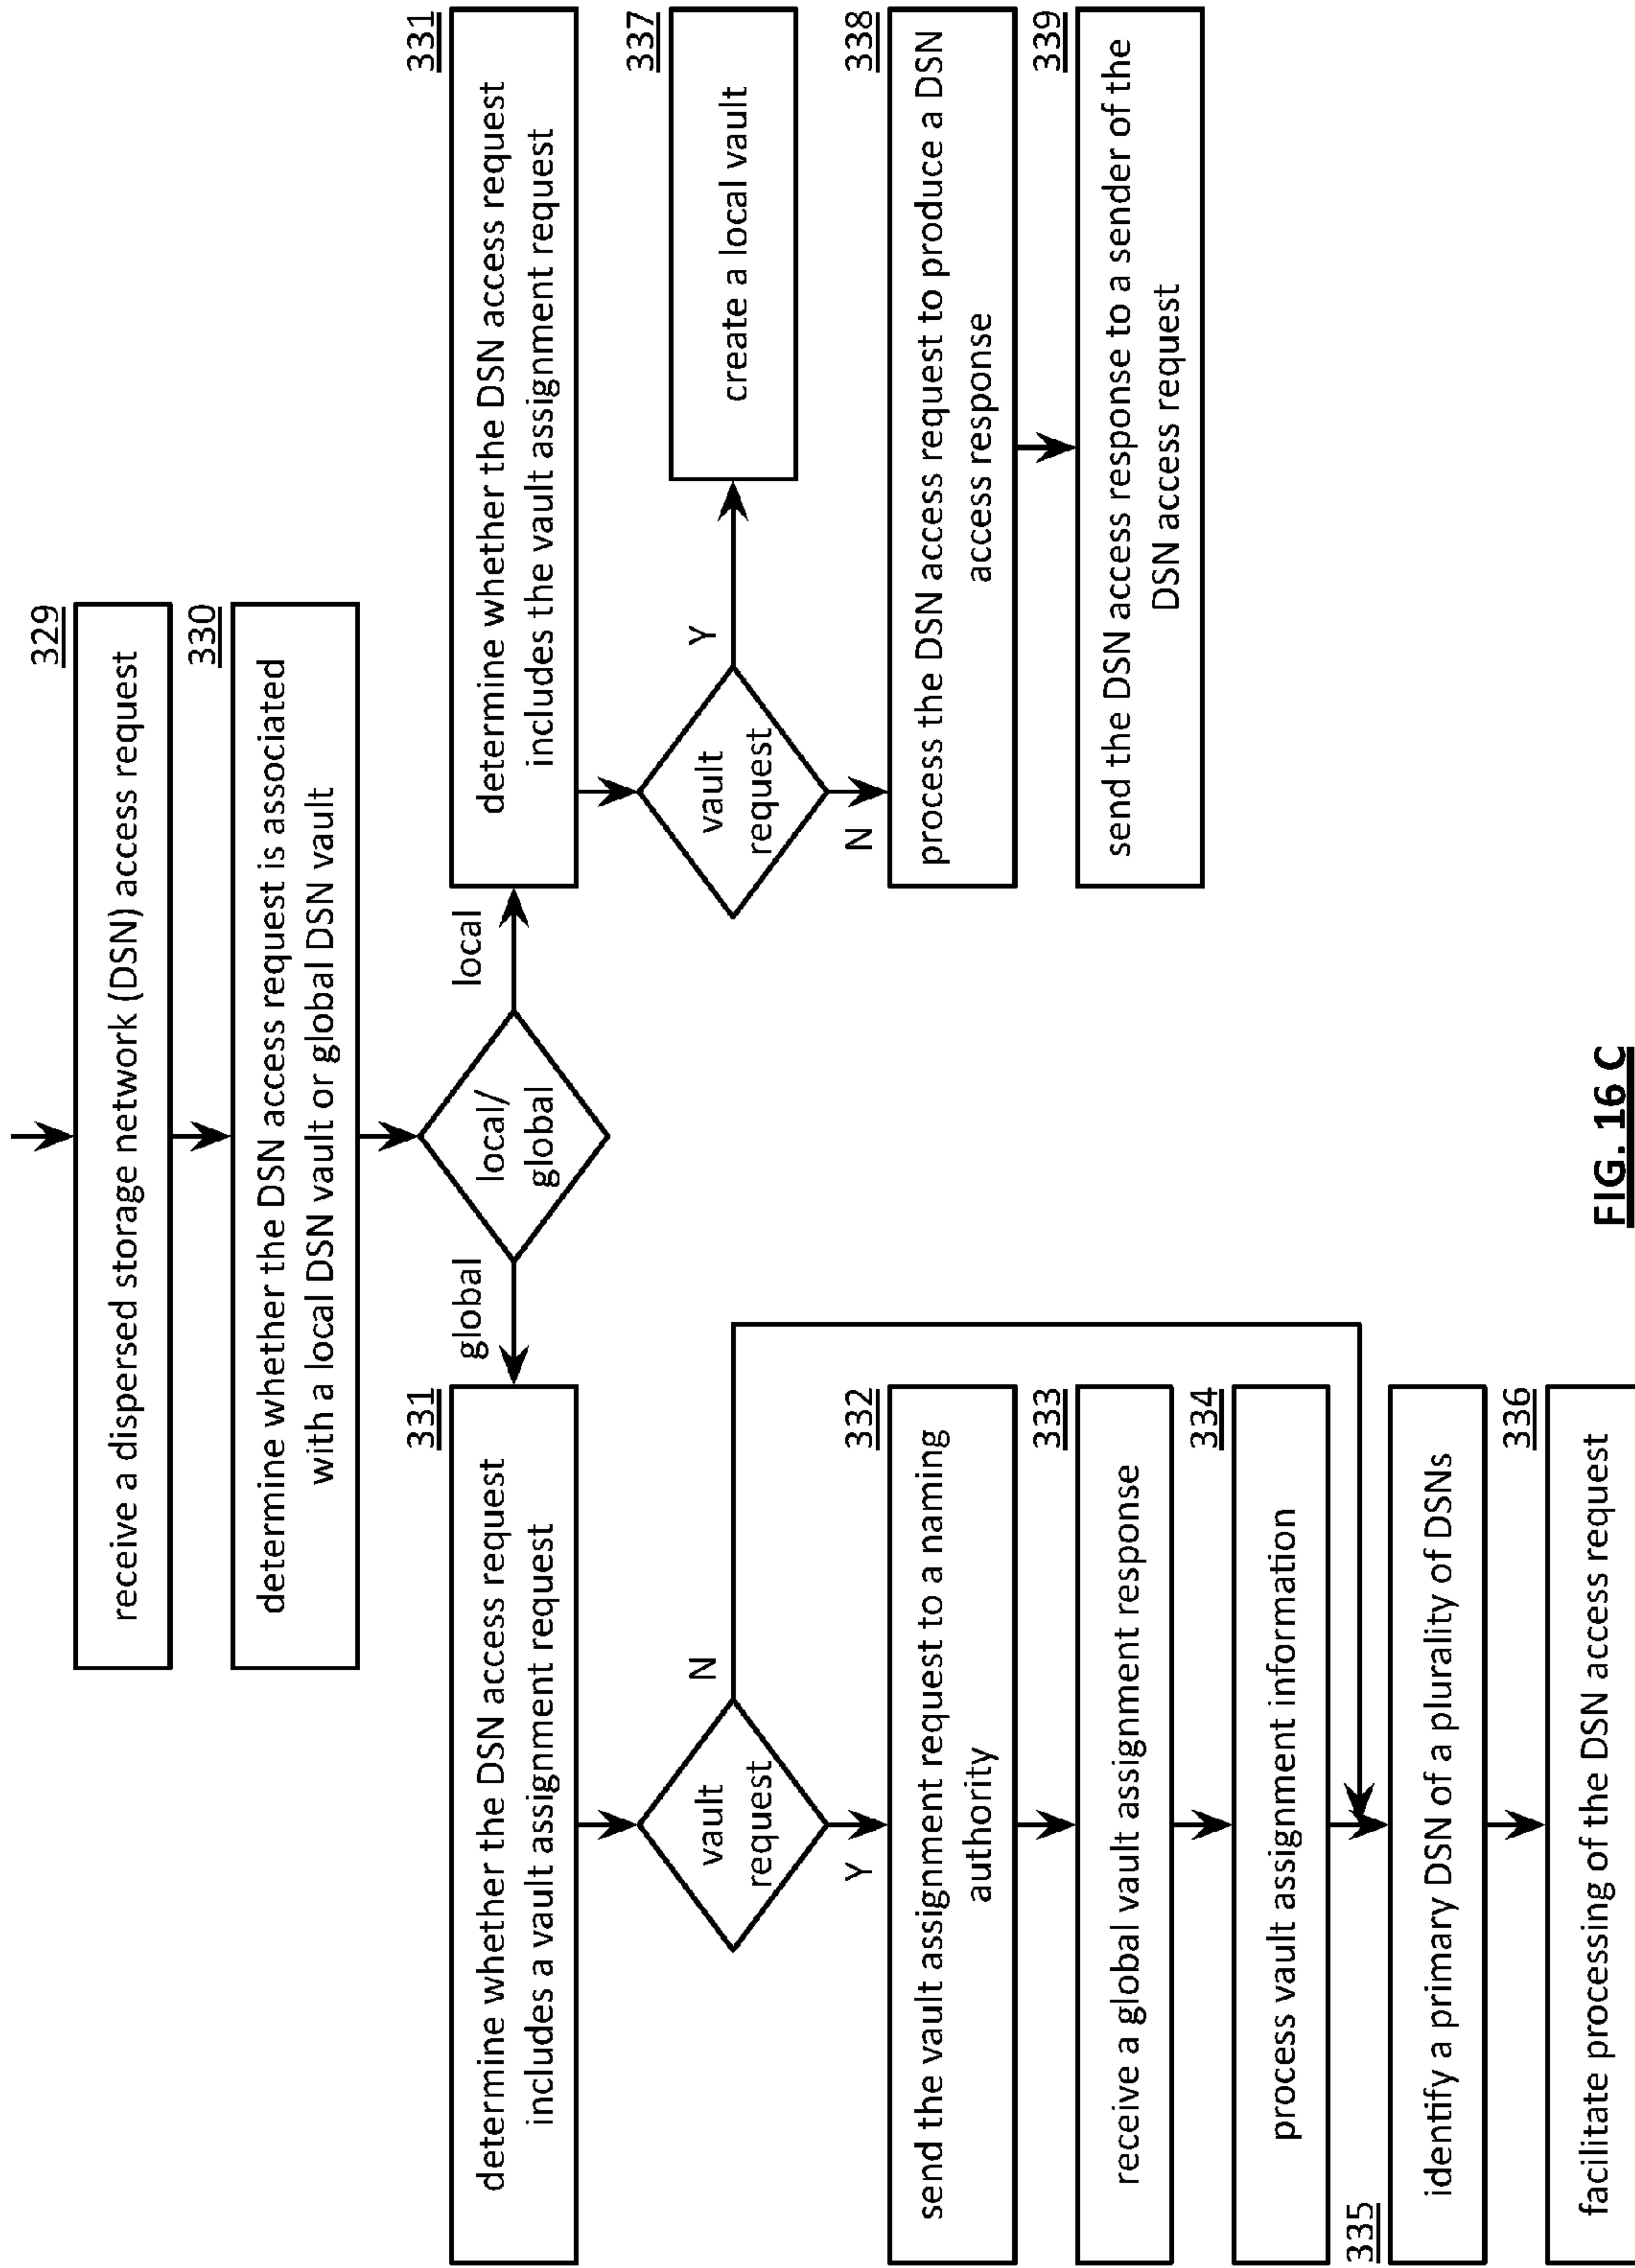 329
receive a dispersed storage network (DSN) access request
330
determine whether the DSN access request is associated
with a local DSN vault or global DSN vault
local/
global
global
local
331
determine whether the DSN access request
includes a vault assignment request
vault
request
N
Y
332
send the vault assignment request to a naming
authority
333
receive a global vault assignment response
334
process vault assignment information
335
identify a primary DSN of a plurality of DSNs
336
facilitate processing of the DSN access request
331
determine whether the DSN access request
includes the vault assignment request
vault
request
Y
N
337
create a local vault
338
process the DSN access request to produce a DSN
access response
339
send the DSN access response to a sender of the
DSN access request
FIG. 16 C